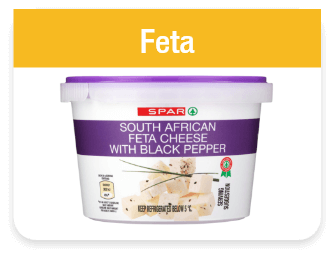 Feta
SPAR
SOUTH AFRICAN
FETA CHEESE
WITH BLACK PEPPER
SERVING
SUGGESTION
KEEP REFRIGERATED BELOW 5 °C.